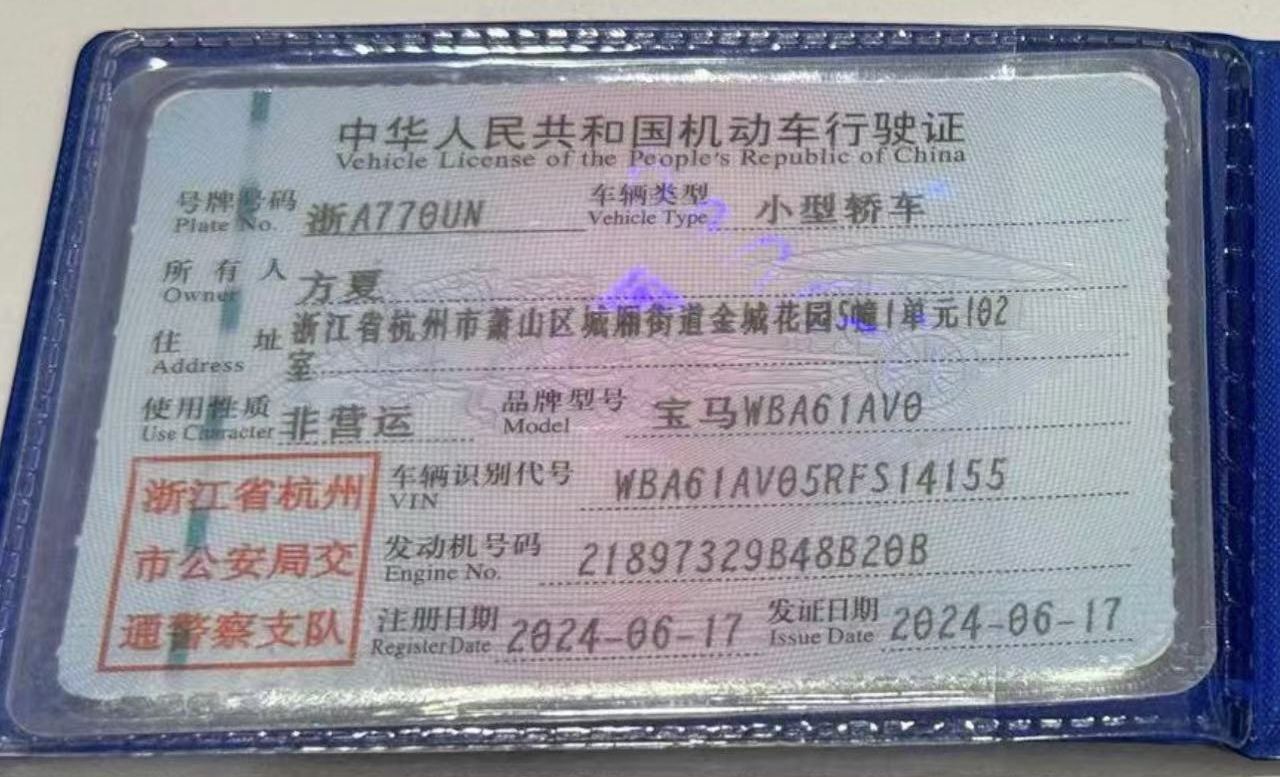 中华人民共和国机动车行驶证
Vehicle License of the People's Republic of China
号牌号码 浙A770UN 车辆类型 小型轿车
Plate No. Vehicle Type
所有人 方夏
Owner
住址 浙江省杭州市萧山区城厢街道金城花园S幢1单元102
Address 室
使用性质 非营运 品牌型号 宝马WBA61AV0
Use Character Model
浙江省杭州 车辆识别代号 WBA61AV05RFS14155
VIN
市公安局交 发动机号码 21897329B48B20B
Engine No.
通警察支队 注册日期 2024-06-17 发证日期 2024-06-17
Register Date Issue Date